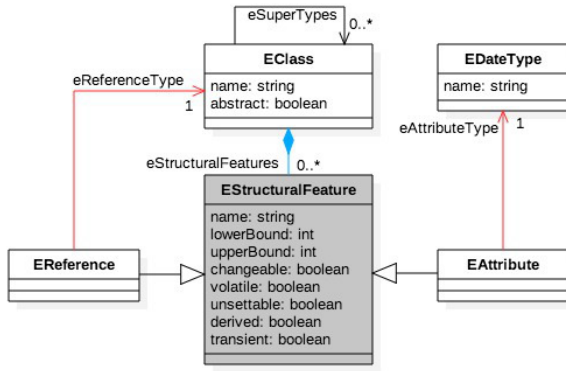 eSuperTypes
0..*
EClass
name: string
abstract: boolean
EDateType
name: string
eReferenceType
1
eAttributeType
1
eStructuralFeatures
0..*
EStructuralFeature
name: string
lowerBound: int
upperBound: int
changeable: boolean
volatile: boolean
unsettable: boolean
derived: boolean
transient: boolean
EReference
EAttribute